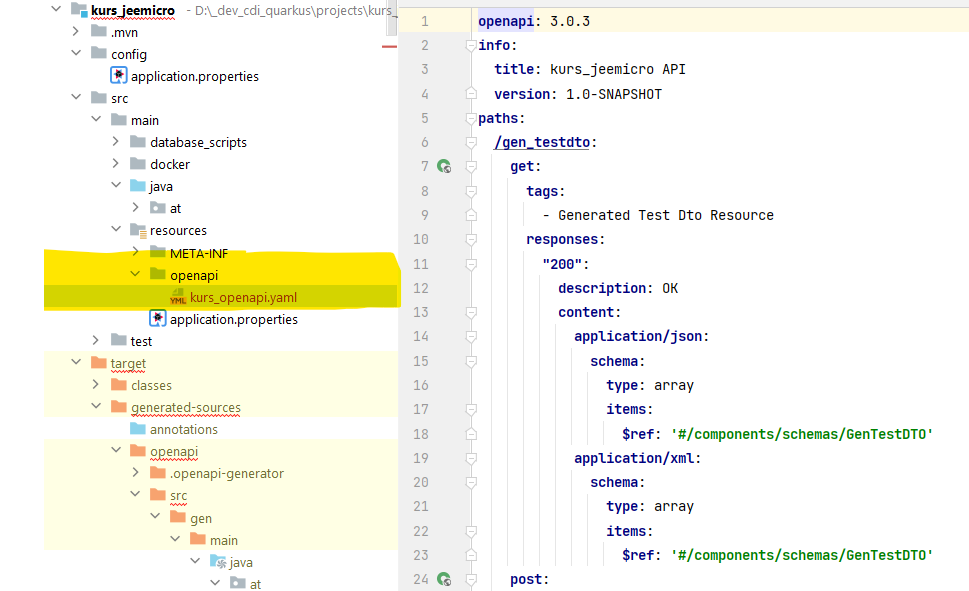 kurs_jeemicro - D:\_dev_cdi_quarkus\projects\kurs_
.mvn
config
application.properties
src
main
database_scripts
docker
java
at
resources
META-INF
openapi
YML kurs_openapi.yaml
application.properties
test
target
classes
generated-sources
annotations
openapi
.openapi-generator
src
gen
main
java
at
1 openapi: 3.0.3
2 info:
3 title: kurs_jeemicro API
4 version: 1.0-SNAPSHOT
5 paths:
6 /gen_testdto:
7 get:
8 tags:
9 - Generated Test Dto Resource
10 responses:
11 "200":
12 description: OK
13 content:
14 application/json:
15 schema:
16 type: array
17 items:
18 $ref: '#/components/schemas/GenTestDTO'
19 application/xml:
20 schema:
21 type: array
22 items:
23 $ref: '#/components/schemas/GenTestDTO'
24 post: